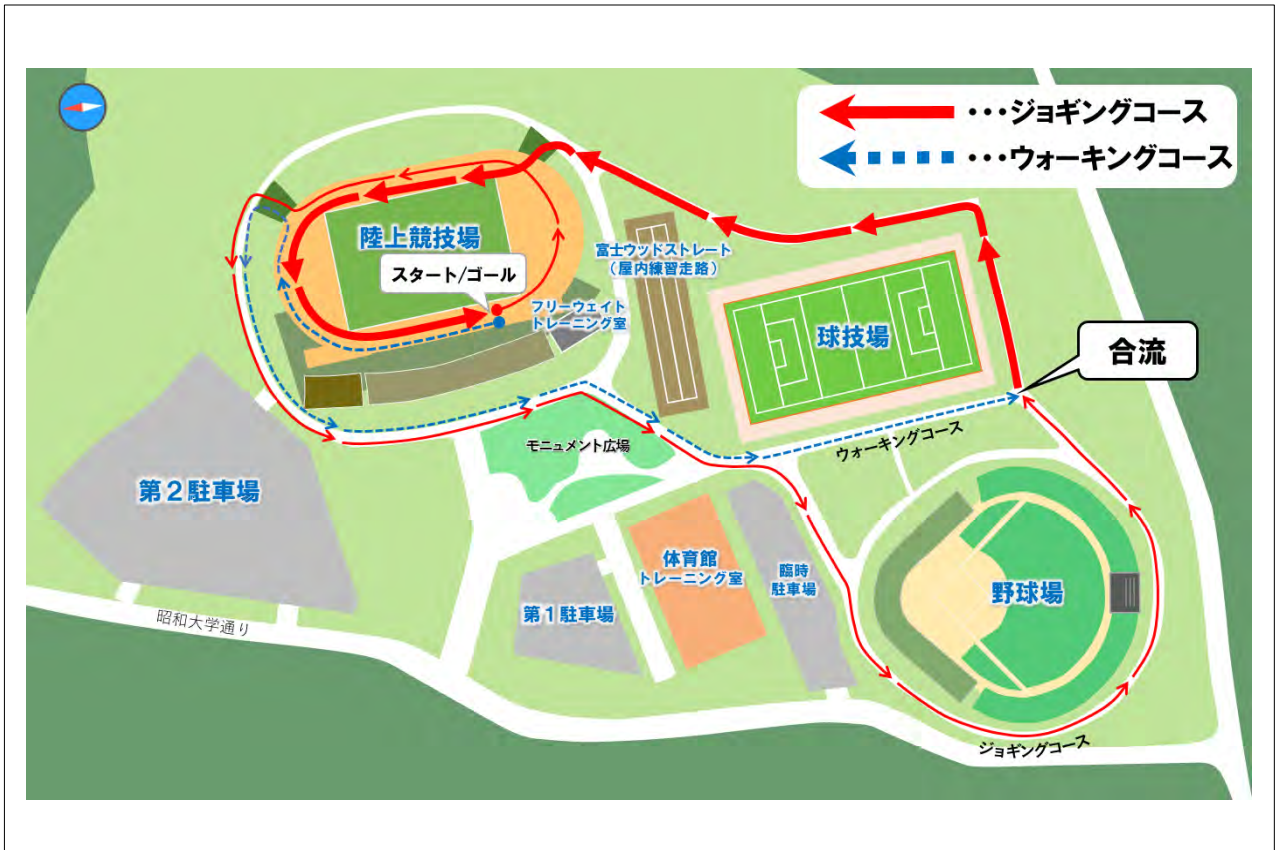 ・・・ジョギングコース
・・・ウォーキングコース
陸上競技場
スタート/ゴール
富士ウッドストレート
（屋内練習走路）
フリーウェイト
トレーニング室
球技場
合流
ウォーキングコース
モニュメント広場
第２駐車場
体育館
トレーニング室
臨時
駐車場
野球場
第１駐車場
昭和大学通り
ジョギングコース